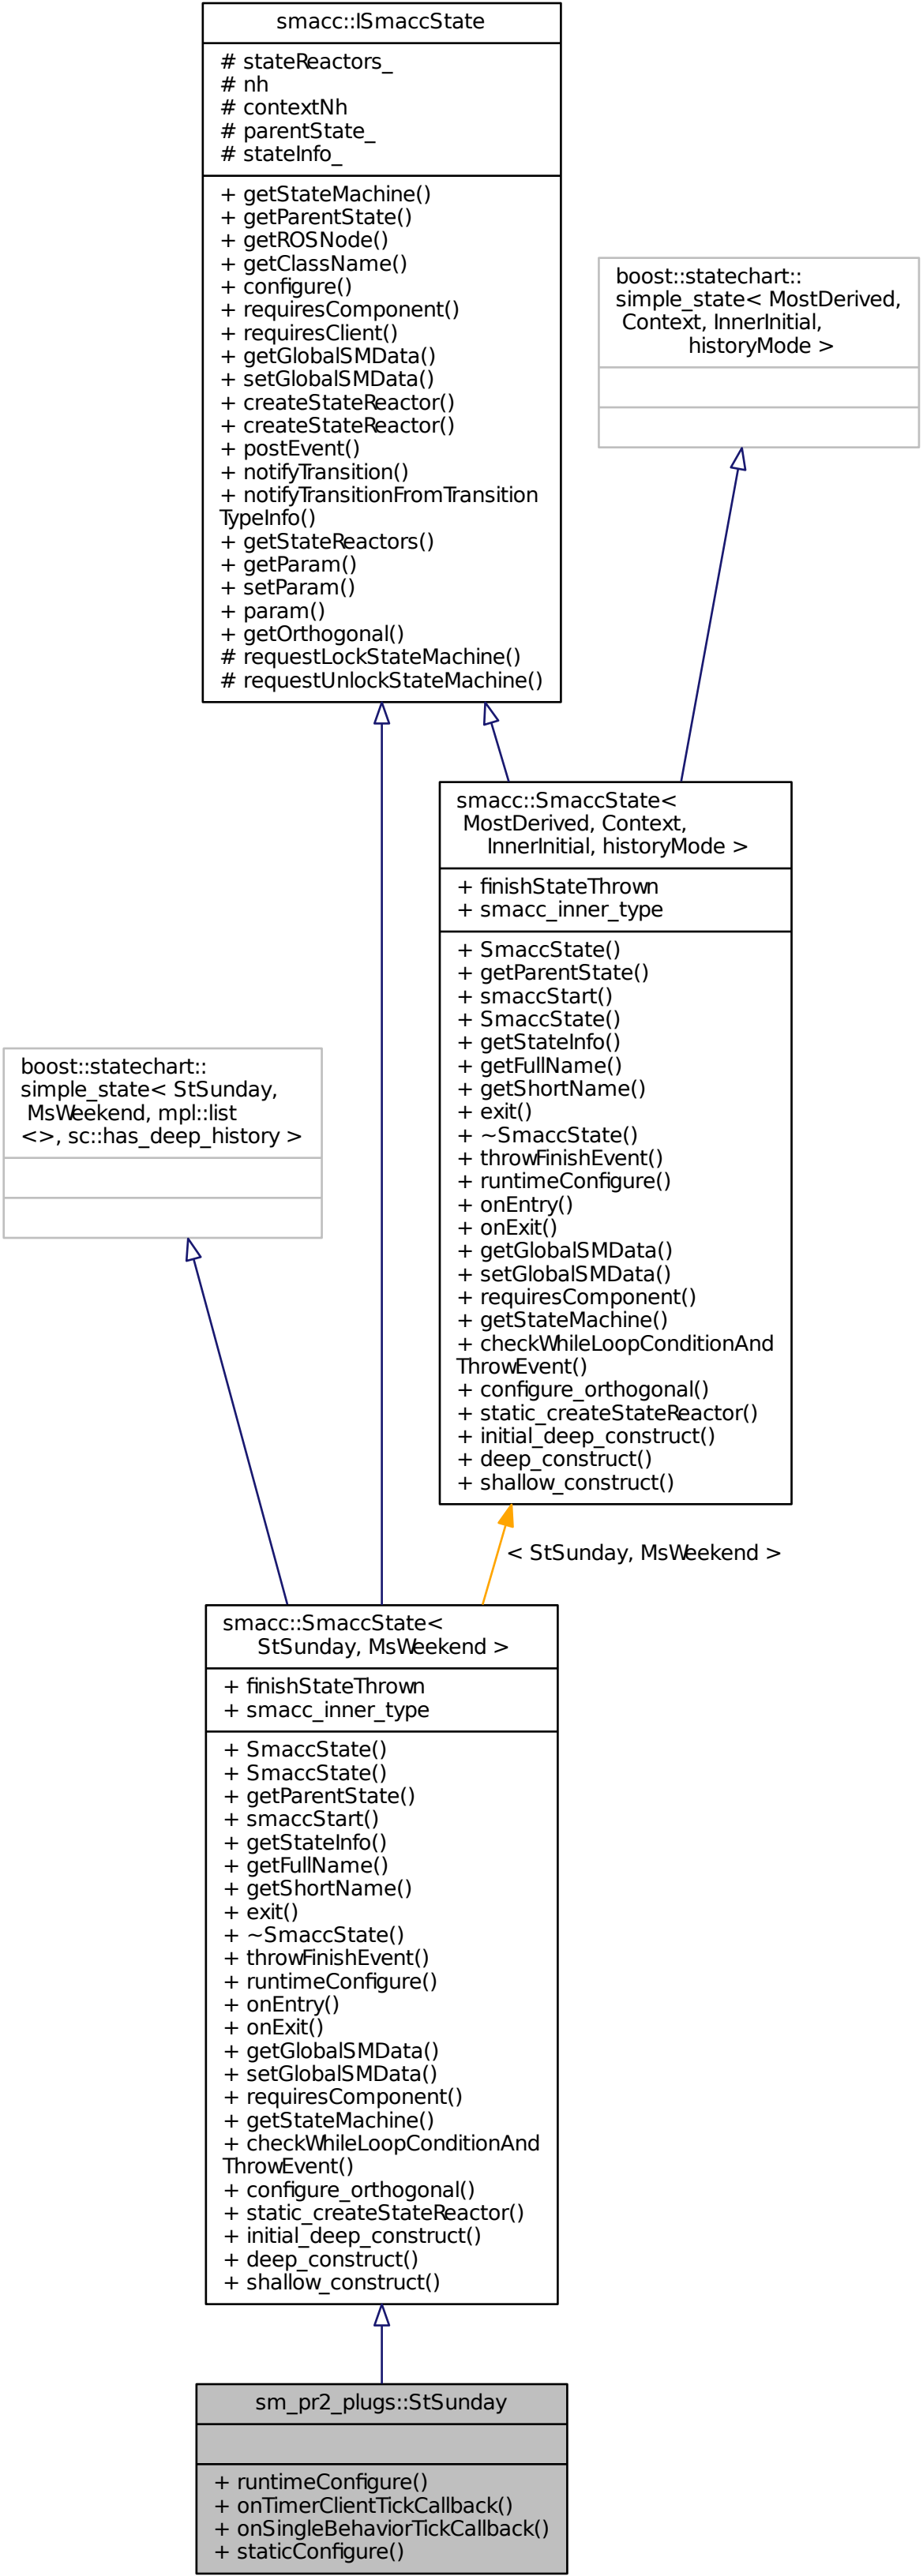 smacc::ISmaccState
# stateReactors_
# nh
# contextNh
# parentState_
# stateInfo_
+ getStateMachine()
+ getParentState()
+ getROSNode()
+ getClassName()
+ configure()
+ requiresComponent()
+ requiresClient()
+ getGlobalSMData()
+ setGlobalSMData()
+ createStateReactor()
+ createStateReactor()
+ postEvent()
+ notifyTransition()
+ notifyTransitionFromTransition
TypeInfo()
+ getStateReactors()
+ getParam()
+ setParam()
+ param()
+ getOrthogonal()
# requestLockStateMachine()
# requestUnlockStateMachine()
boost::statechart::
simple_state< MostDerived,
Context, InnerInitial,
historyMode >
smacc::SmaccState<
MostDerived, Context,
InnerInitial, historyMode >
+ finishStateThrown
+ smacc_inner_type
+ SmaccState()
+ getParentState()
+ smaccStart()
+ SmaccState()
+ getStateInfo()
+ getFullName()
+ getShortName()
+ exit()
+ ~SmaccState()
+ throwFinishEvent()
+ runtimeConfigure()
+ onEntry()
+ onExit()
+ getGlobalSMData()
+ setGlobalSMData()
+ requiresComponent()
+ getStateMachine()
+ checkWhileLoopConditionAnd
ThrowEvent()
+ configure_orthogonal()
+ static_createStateReactor()
+ initial_deep_construct()
+ deep_construct()
+ shallow_construct()
boost::statechart::
simple_state< StSunday,
MsWeekend, mpl::list
<>, sc::has_deep_history >
< StSunday, MsWeekend >
smacc::SmaccState<
StSunday, MsWeekend >
+ finishStateThrown
+ smacc_inner_type
+ SmaccState()
+ SmaccState()
+ getParentState()
+ smaccStart()
+ getStateInfo()
+ getFullName()
+ getShortName()
+ exit()
+ ~SmaccState()
+ throwFinishEvent()
+ runtimeConfigure()
+ onEntry()
+ onExit()
+ getGlobalSMData()
+ setGlobalSMData()
+ requiresComponent()
+ getStateMachine()
+ checkWhileLoopConditionAnd
ThrowEvent()
+ configure_orthogonal()
+ static_createStateReactor()
+ initial_deep_construct()
+ deep_construct()
+ shallow_construct()
sm_pr2_plugs::StSunday
+ runtimeConfigure()
+ onTimerClientTickCallback()
+ onSingleBehaviorTickCallback()
+ staticConfigure()